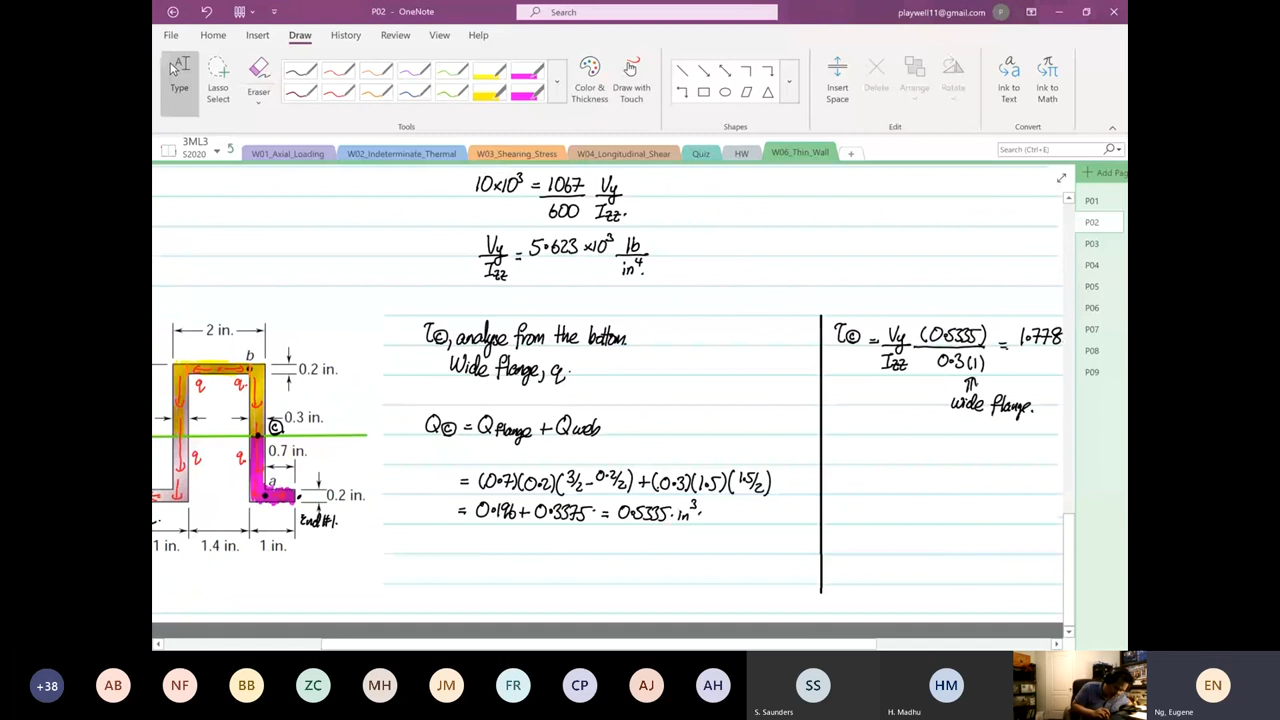 P02 - OneNote
Search
playwell11@gmail.com
P
File
Home
Insert
Draw
History
Review
View
Help
Type
Lasso
Select
Eraser
Color &
Thickness
Draw with
Touch
Insert
Space
Delete
Arrange
Rotate
Ink to
Text
Ink to
Math
Tools
Shapes
Edit
Convert
3ML3
S2020
5
W01_Axial_Loading
W02_Indeterminate_Thermal
W03_Shearing_Stress
W04_Longitudinal_Shear
Quiz
HW
W06_Thin_Wall
Search (Ctrl+E)
Add Pag
P01
P02
P03
P04
P05
P06
P07
P08
P09
10×10³ = 1067/600 Vy/Izz.
Vy/Izz = 5.623 ×10³ lb/in⁴.
2 in.
b
0.2 in.
q q.
0.3 in.
©
q q.
0.7 in.
a
0.2 in.
End #1.
1 in. 1.4 in. 1 in.
τ©, analyse from the bottom
Wide flange, q.
Q© = Qflange + Qweb
= (0.7)(0.2)(3/2 - 0.2/2) + (0.3)(1.5)(1.5/2)
= 0.196 + 0.3375 = 0.5335 in³.
τ© = Vy/Izz (0.5335)/0.3(1) = 1.778
wide flange.
+38
AB
NF
BB
ZC
MH
JM
FR
CP
AJ
AH
SS
S. Saunders
HM
H. Madhu
EN
Ng, Eugene